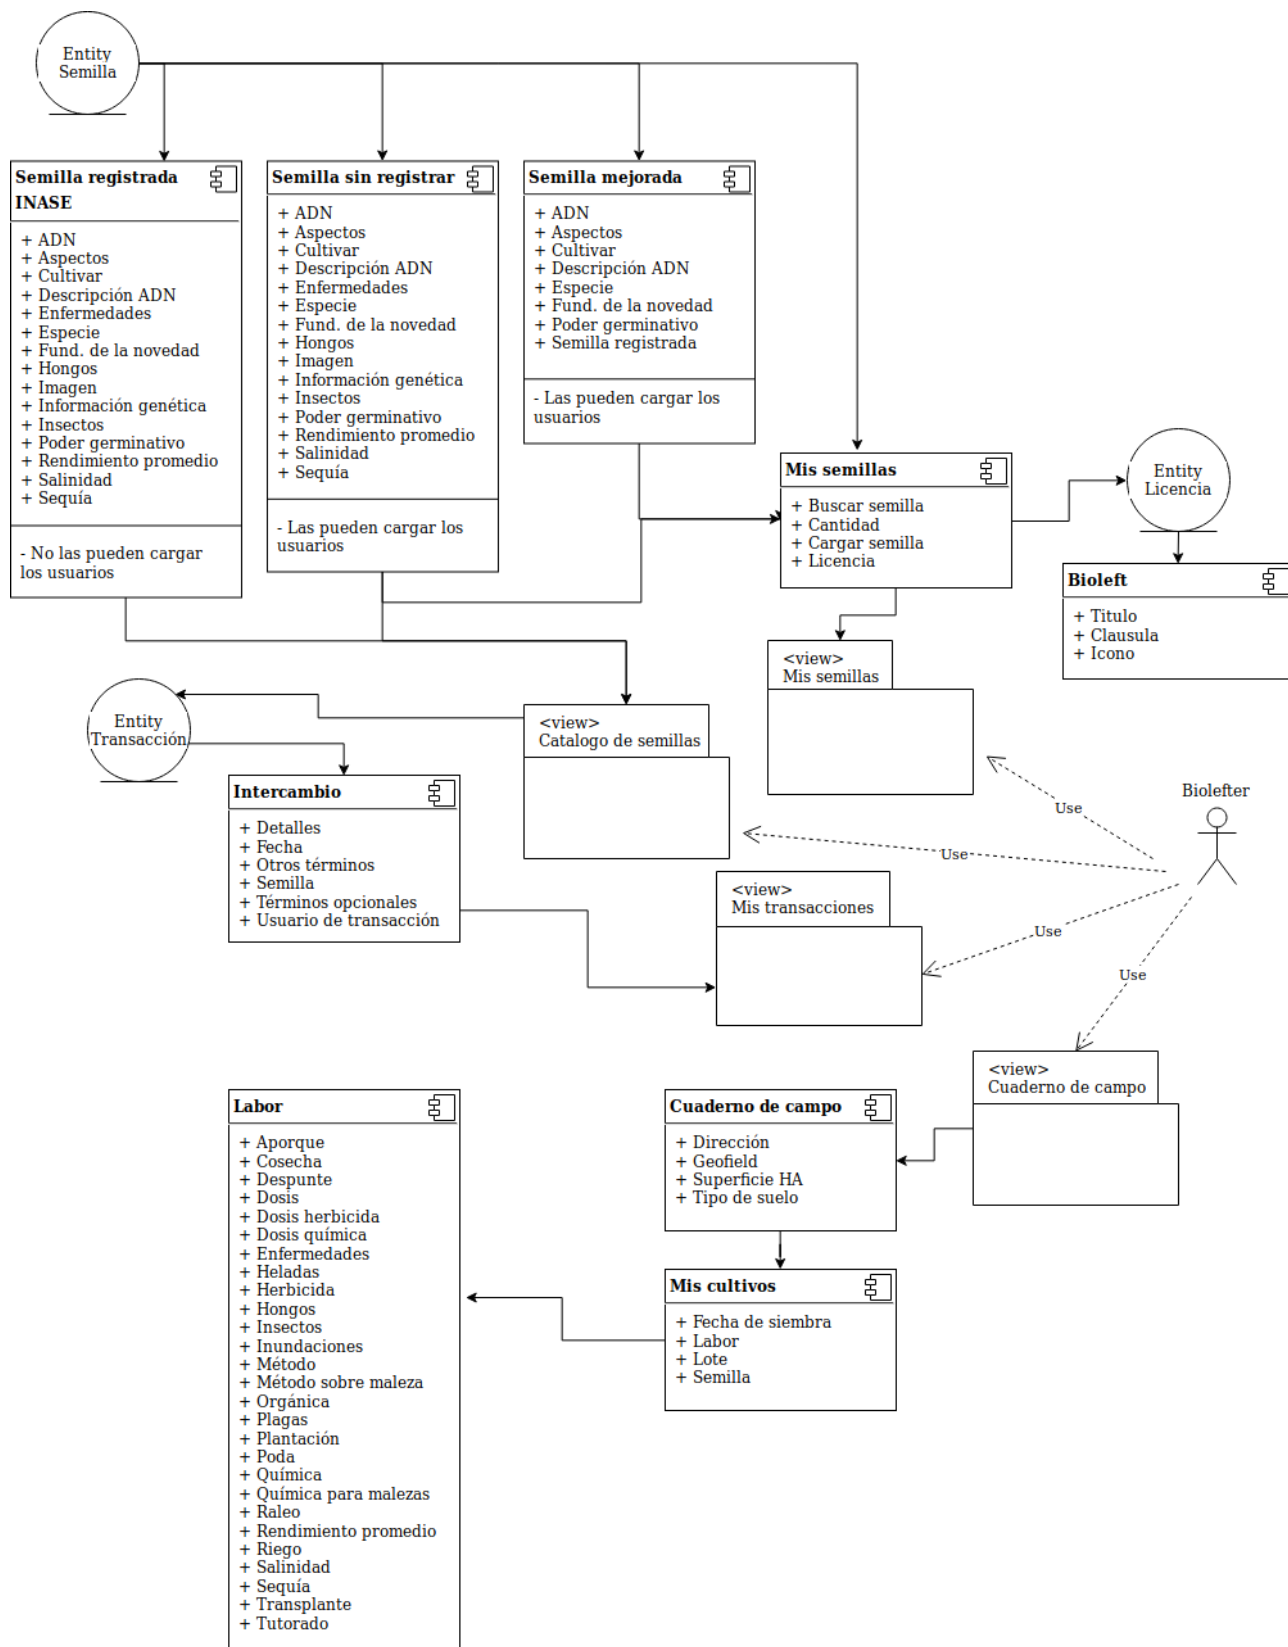 Entity
Semilla
Semilla registrada
INASE
+ ADN
+ Aspectos
+ Cultivar
+ Descripción ADN
+ Enfermedades
+ Especie
+ Fund. de la novedad
+ Hongos
+ Imagen
+ Información genética
+ Insectos
+ Poder germinativo
+ Rendimiento promedio
+ Salinidad
+ Sequía
- No las pueden cargar
los usuarios
Semilla sin registrar
+ ADN
+ Aspectos
+ Cultivar
+ Descripción ADN
+ Enfermedades
+ Especie
+ Fund. de la novedad
+ Hongos
+ Imagen
+ Información genética
+ Insectos
+ Poder germinativo
+ Rendimiento promedio
+ Salinidad
+ Sequía
- Las pueden cargar los
usuarios
Semilla mejorada
+ ADN
+ Aspectos
+ Cultivar
+ Descripción ADN
+ Especie
+ Fund. de la novedad
+ Poder germinativo
+ Semilla registrada
- Las pueden cargar los
usuarios
Mis semillas
+ Buscar semilla
+ Cantidad
+ Cargar semilla
+ Licencia
Entity
Licencia
Bioleft
+ Titulo
+ Clausula
+ Icono
<view>
Mis semillas
Entity
Transacción
<view>
Catalogo de semillas
Intercambio
+ Detalles
+ Fecha
+ Otros términos
+ Semilla
+ Términos opcionales
+ Usuario de transacción
Biolefter
Use
Use
Use
Use
<view>
Mis transacciones
<view>
Cuaderno de campo
Labor
+ Aporque
+ Cosecha
+ Despunte
+ Dosis
+ Dosis herbicida
+ Dosis química
+ Enfermedades
+ Heladas
+ Herbicida
+ Hongos
+ Insectos
+ Inundaciones
+ Método
+ Método sobre maleza
+ Orgánica
+ Plagas
+ Plantación
+ Poda
+ Química
+ Química para malezas
+ Raleo
+ Rendimiento promedio
+ Riego
+ Salinidad
+ Sequía
+ Transplante
+ Tutorado
Cuaderno de campo
+ Dirección
+ Geofield
+ Superficie HA
+ Tipo de suelo
Mis cultivos
+ Fecha de siembra
+ Labor
+ Lote
+ Semilla